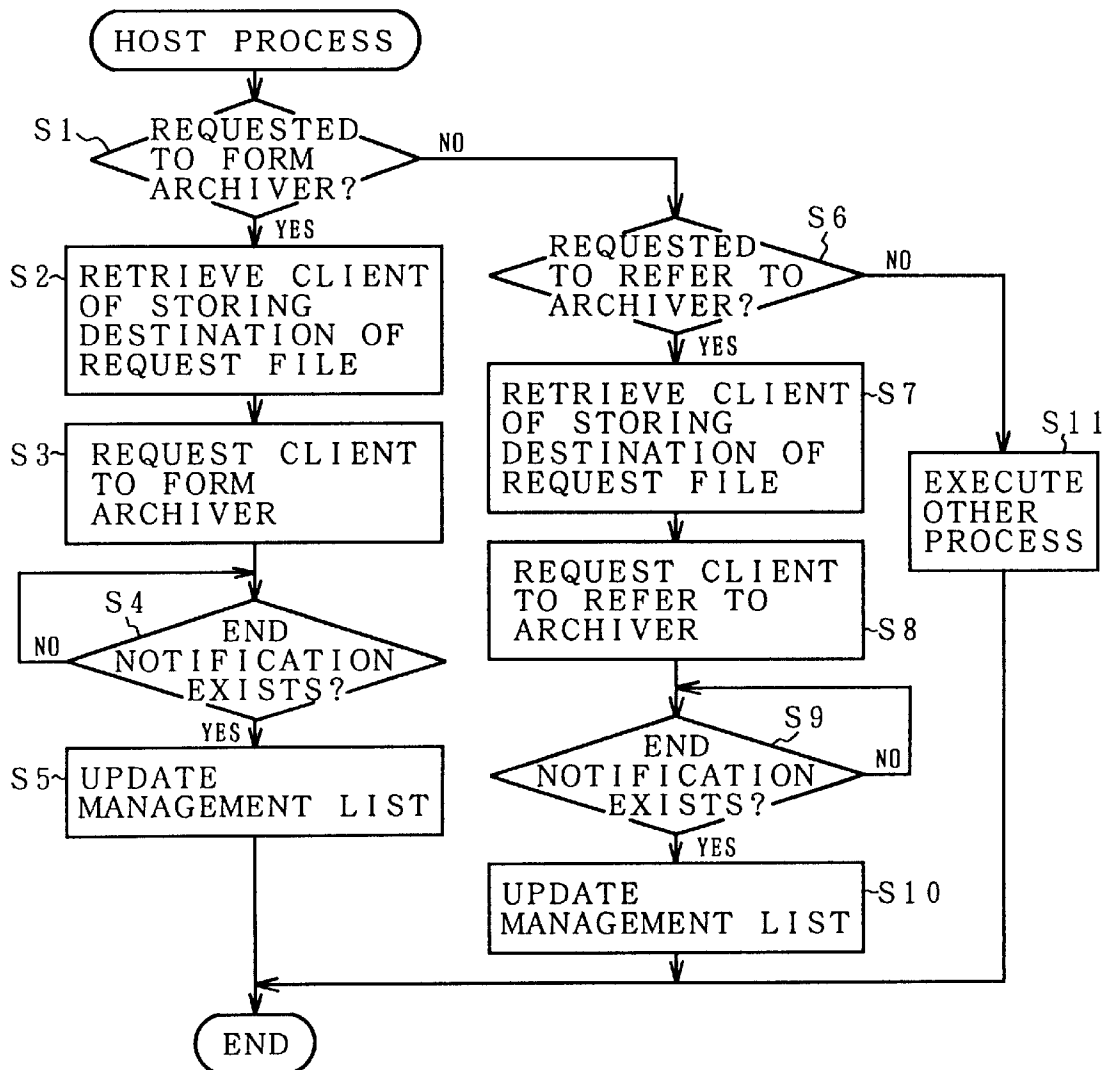 HOST PROCESS
S1
REQUESTED
TO FORM
ARCHIVER?
NO
YES
S2
RETRIEVE CLIENT
OF STORING
DESTINATION OF
REQUEST FILE
S3
REQUEST CLIENT
TO FORM
ARCHIVER
S4
END
NOTIFICATION
EXISTS?
NO
YES
S5
UPDATE
MANAGEMENT LIST
S6
REQUESTED
TO REFER TO
ARCHIVER?
NO
YES
S7
RETRIEVE CLIENT
OF STORING
DESTINATION OF
REQUEST FILE
S8
REQUEST CLIENT
TO REFER TO
ARCHIVER
S9
END
NOTIFICATION
EXISTS?
NO
YES
S10
UPDATE
MANAGEMENT LIST
S11
EXECUTE
OTHER
PROCESS
END